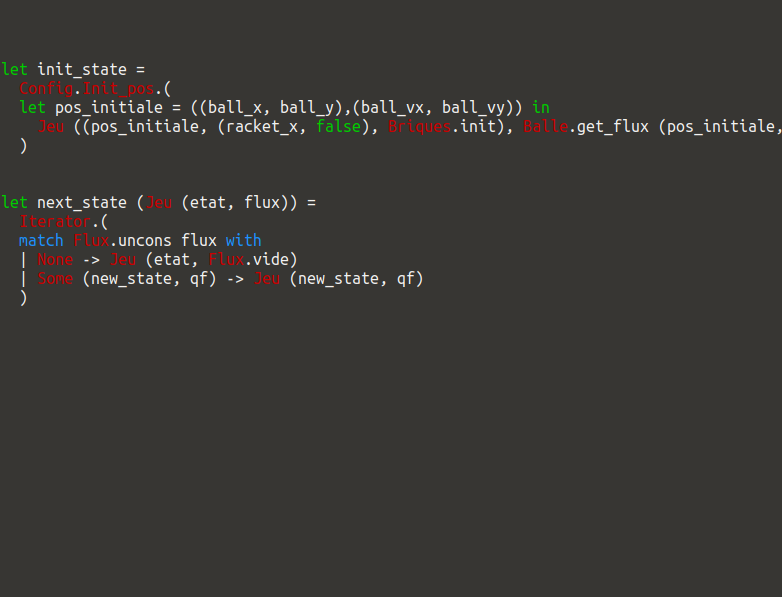 let init_state =
  Config.Init_pos.(
  let pos_initiale = ((ball_x, ball_y),(ball_vx, ball_vy)) in
    Jeu ((pos_initiale, (racket_x, false), Briques.init), Balle.get_flux (pos_initiale,
  )
let next_state (Jeu (etat, flux)) =
  Iterator.(
  match Flux.uncons flux with
  | None -> Jeu (etat, Flux.vide)
  | Some (new_state, qf) -> Jeu (new_state, qf)
  )